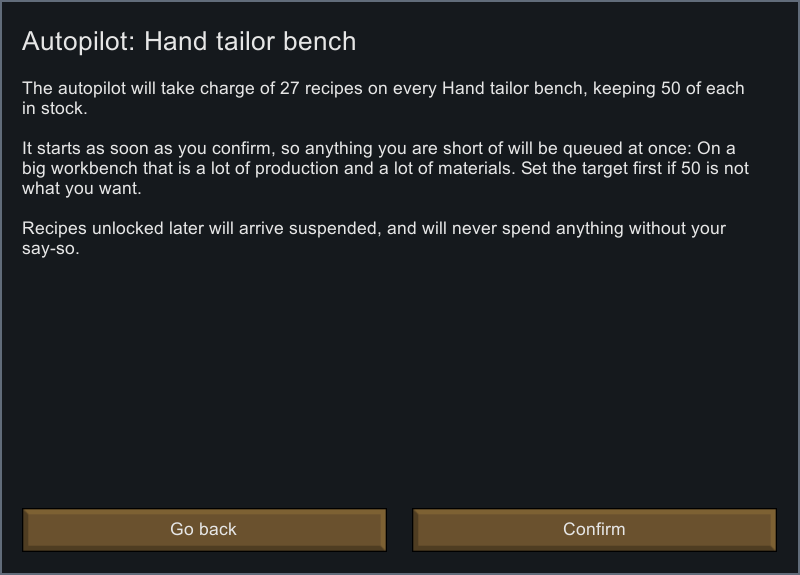 Autopilot: Hand tailor bench
The autopilot will take charge of 27 recipes on every Hand tailor bench, keeping 50 of each
in stock.
It starts as soon as you confirm, so anything you are short of will be queued at once: On a
big workbench that is a lot of production and a lot of materials. Set the target first if 50 is not
what you want.
Recipes unlocked later will arrive suspended, and will never spend anything without your
say-so.
Go back
Confirm